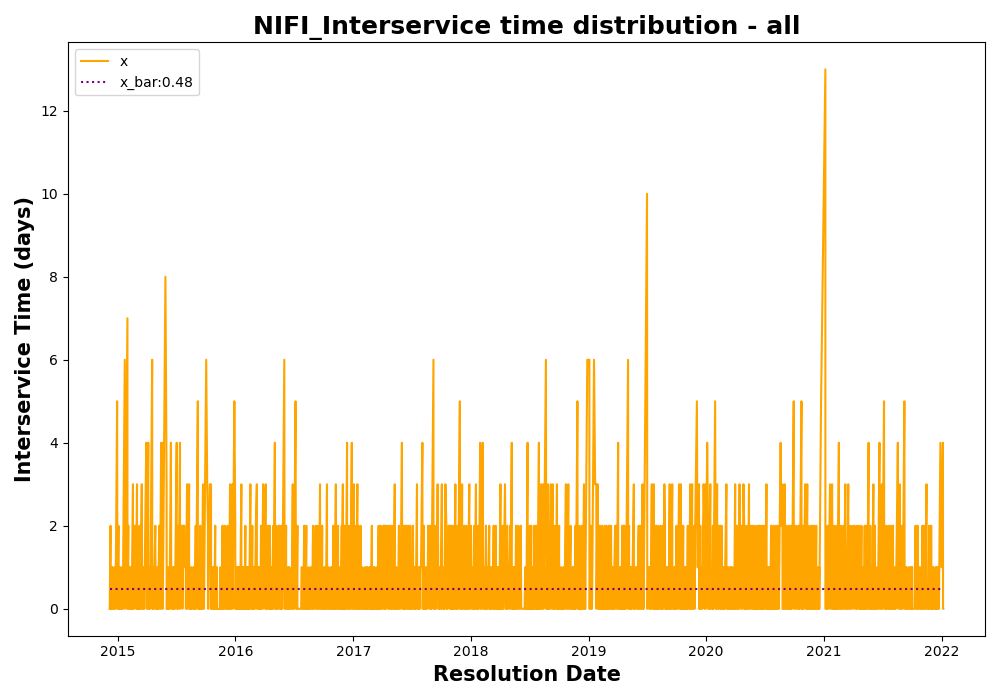 NIFI_Interservice time distribution - all
x
x_bar:0.48
Interservice Time (days)
12
10
8
6
4
2
0
2015 2016 2017 2018 2019 2020 2021 2022
Resolution Date